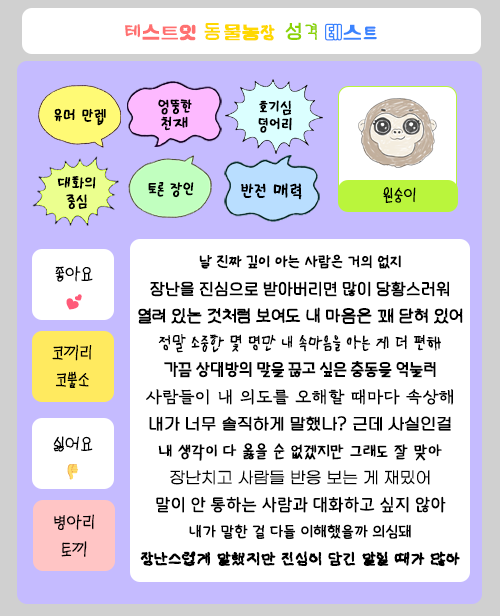 테스트잇 동물농장 성격 테스트
유머 만렙
엉뚱한
천재
호기심
덩어리
대화의
중심
토론 장인
반전 매력
원숭이
좋아요
코끼리
코뿔소
싫어요
병아리
토끼
날 진짜 깊이 아는 사람은 거의 없지
장난을 진심으로 받아버리면 많이 당황스러워
열려 있는 것처럼 보여도 내 마음은 꽤 닫혀 있어
정말 소중한 몇 명만 내 속마음을 아는 게 더 편해
가끔 상대방의 말을 끊고 싶은 충동을 억눌러
사람들이 내 의도를 오해할 때마다 속상해
내가 너무 솔직하게 말했나? 근데 사실인걸
내 생각이 다 옳을 순 없겠지만 그래도 잘 맞아
장난치고 사람들 반응 보는 게 재밌어
말이 안 통하는 사람과 대화하고 싶지 않아
내가 말한 걸 다들 이해했을까 의심돼
장난스럽게 말했지만 진심이 담긴 말일 때가 많아